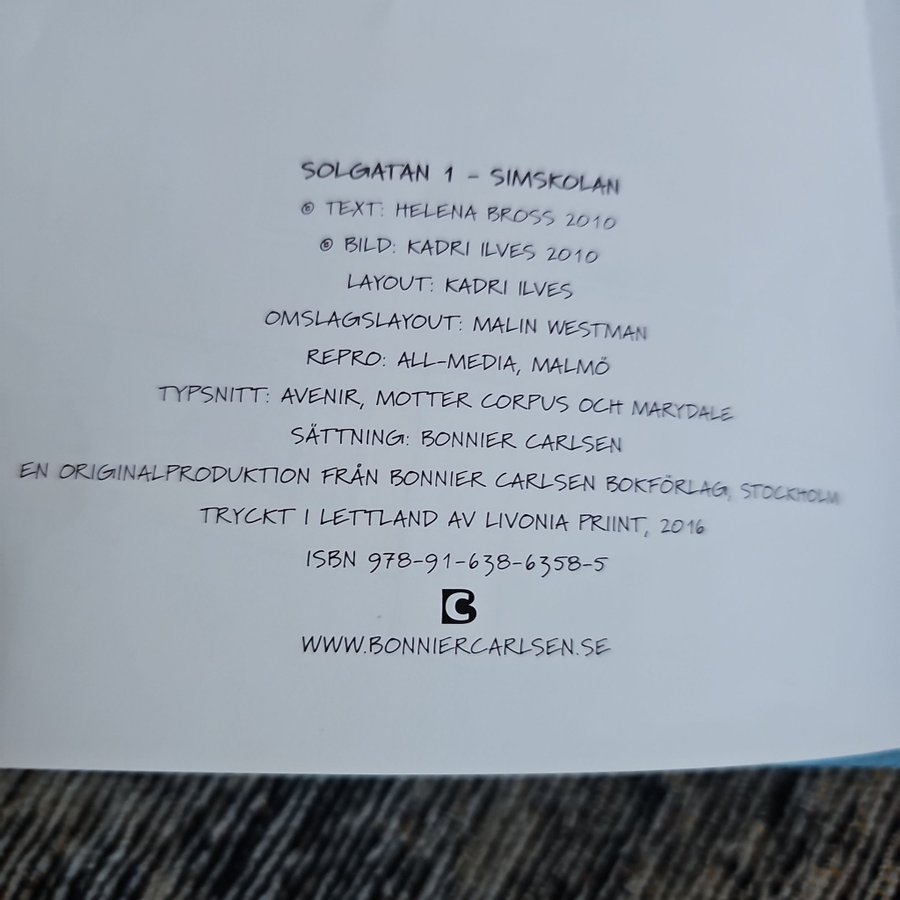 SOLGATAN 1 - SIMSKOLAN
© TEXT: HELENA BROSS 2010
© BILD: KADRI ILVES 2010
LAYOUT: KADRI ILVES
OMSLAGSLAYOUT: MALIN WESTMAN
REPRO: ALL-MEDIA, MALMÖ
TYPSNITT: AVENIR, MOTTER CORPUS OCH MARYDALE
SÄTTNING: BONNIER CARLSEN
EN ORIGINALPRODUKTION FRÅN BONNIER CARLSEN BOKFÖRLAG, STOCKHOLM
TRYCKT I LETTLAND AV LIVONIA PRIINT, 2016
ISBN 978-91-638-6358-5
BC
WWW.BONNIERCARLSEN.SE